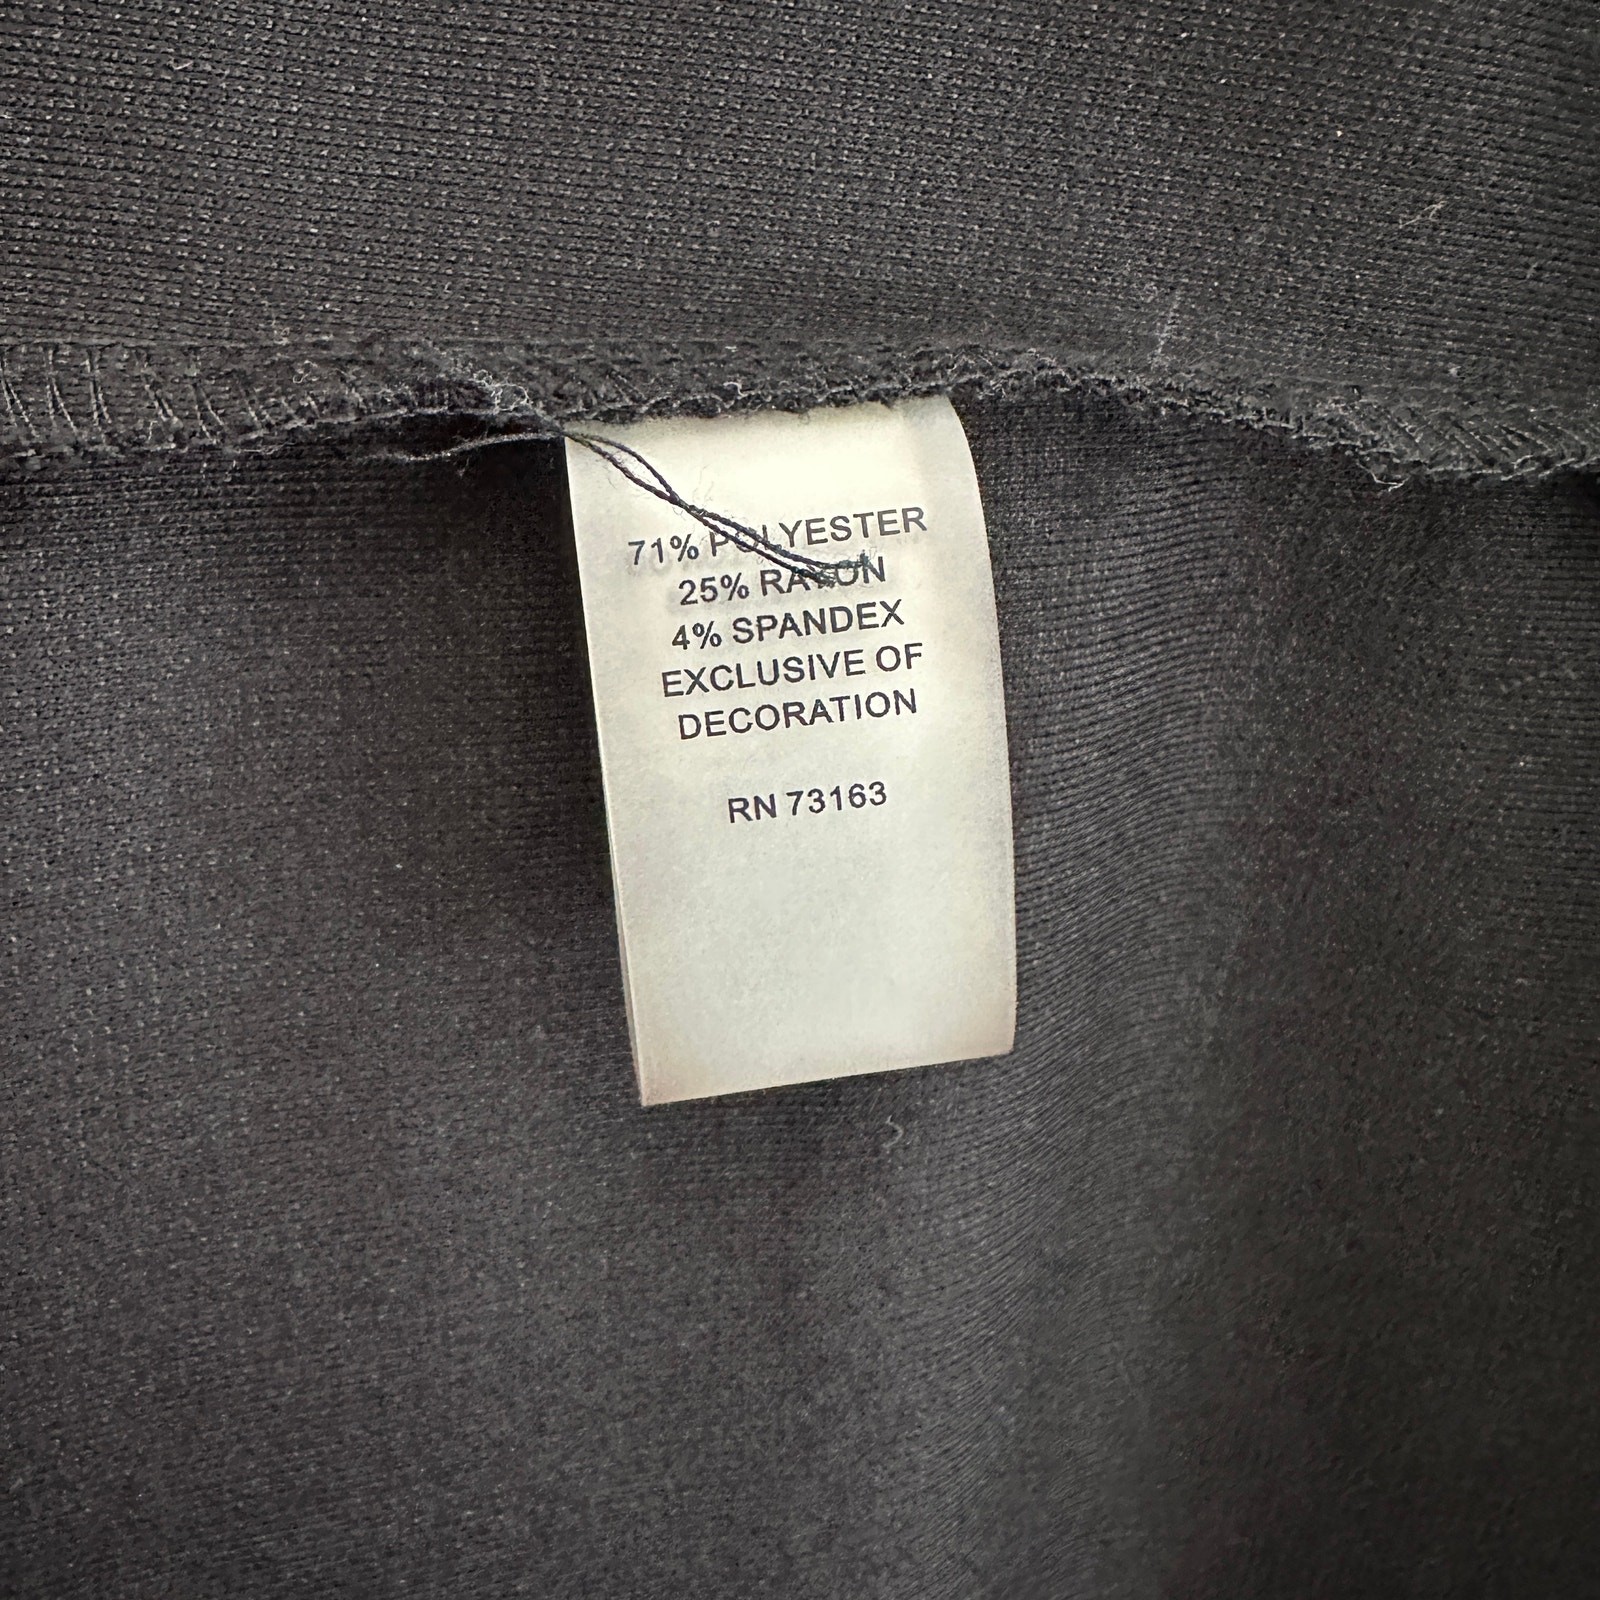 71% POLYESTER
25% RAYON
4% SPANDEX
EXCLUSIVE OF
DECORATION
RN 73163